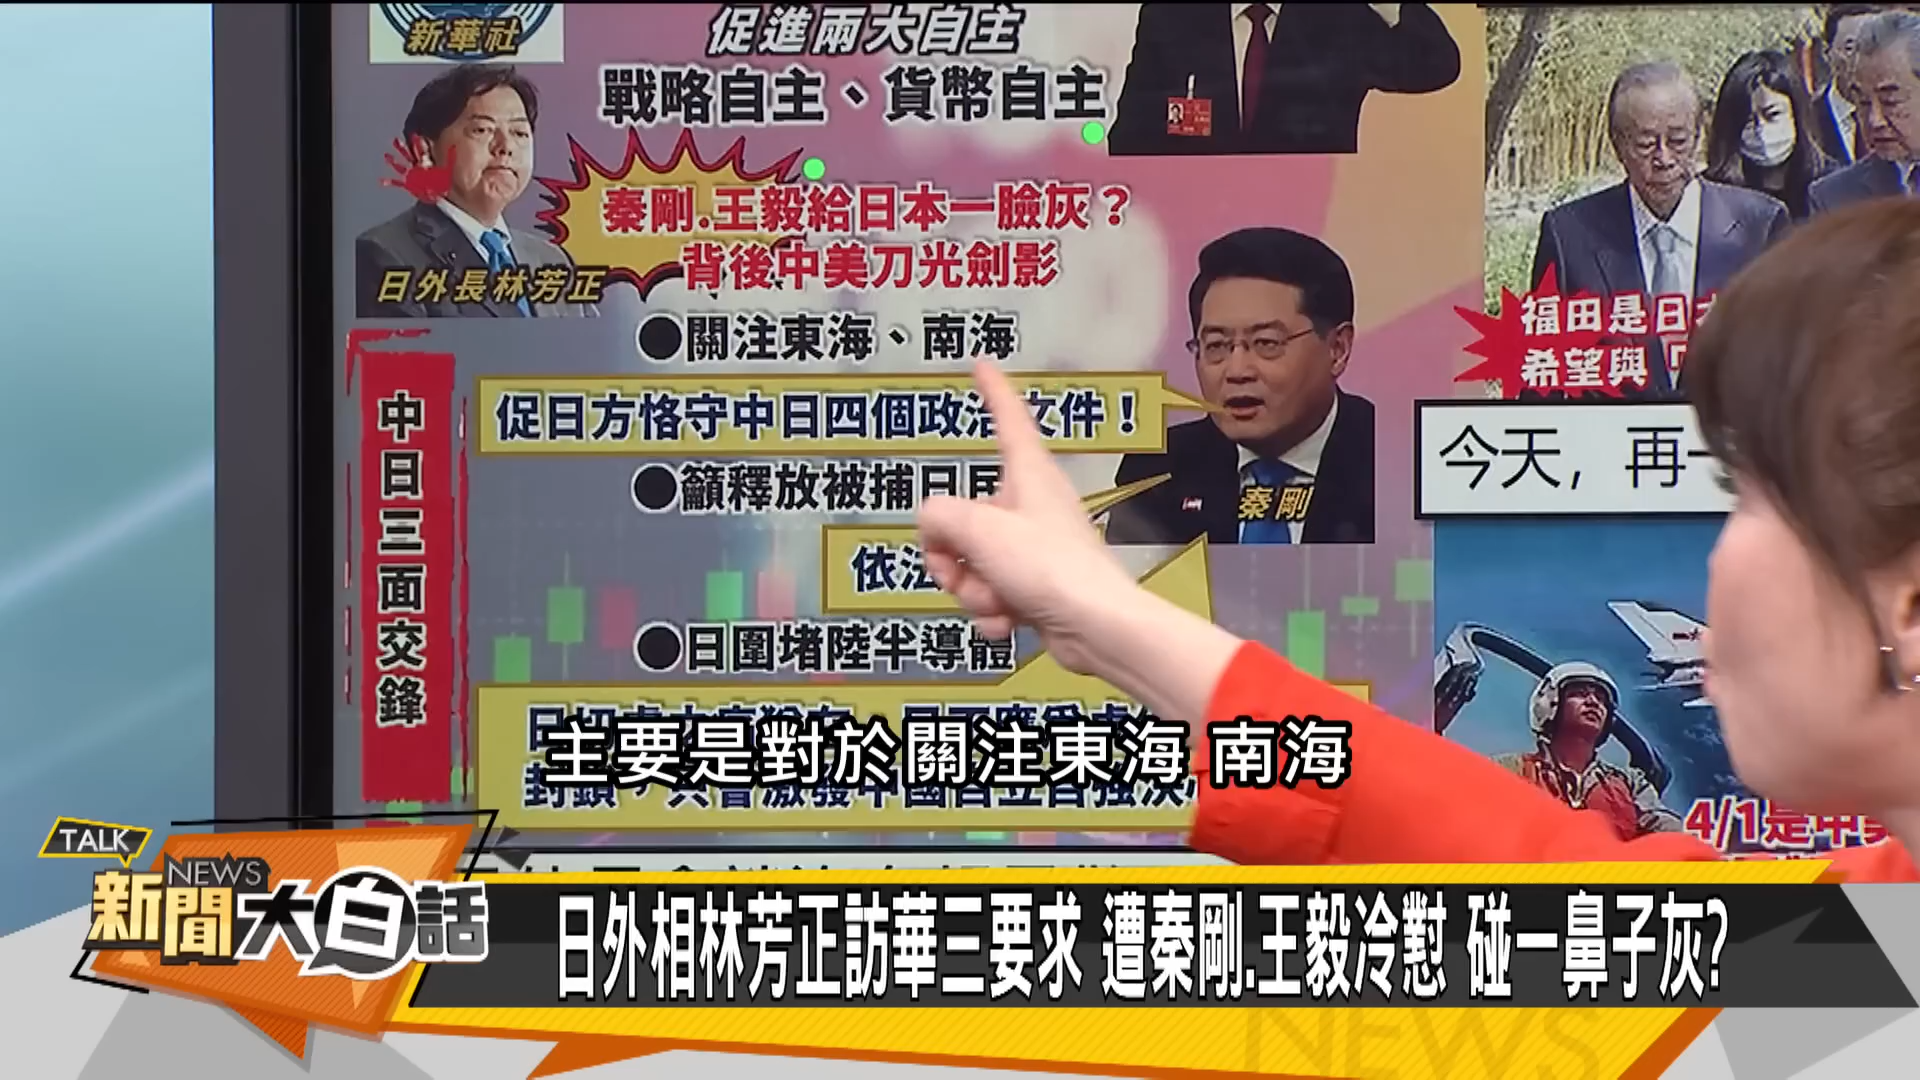 新華社
促進兩大自主
戰略自主、貨幣自主
秦剛.王毅給日本一臉灰?
背後中美刀光劍影
日外長林芳正
●關注東海、南海
促日方恪守中日四個政治文件!
●籲釋放被捕日民
秦剛
依法
●日圍堵陸半導體
中日三面交鋒
福田是日
希望與「
今天，再一
4/1是中美
主要是對於關注東海 南海
TALK
NEWS
新聞大白話
日外相林芳正訪華三要求 遭秦剛.王毅冷懟 碰一鼻子灰?
NEWS